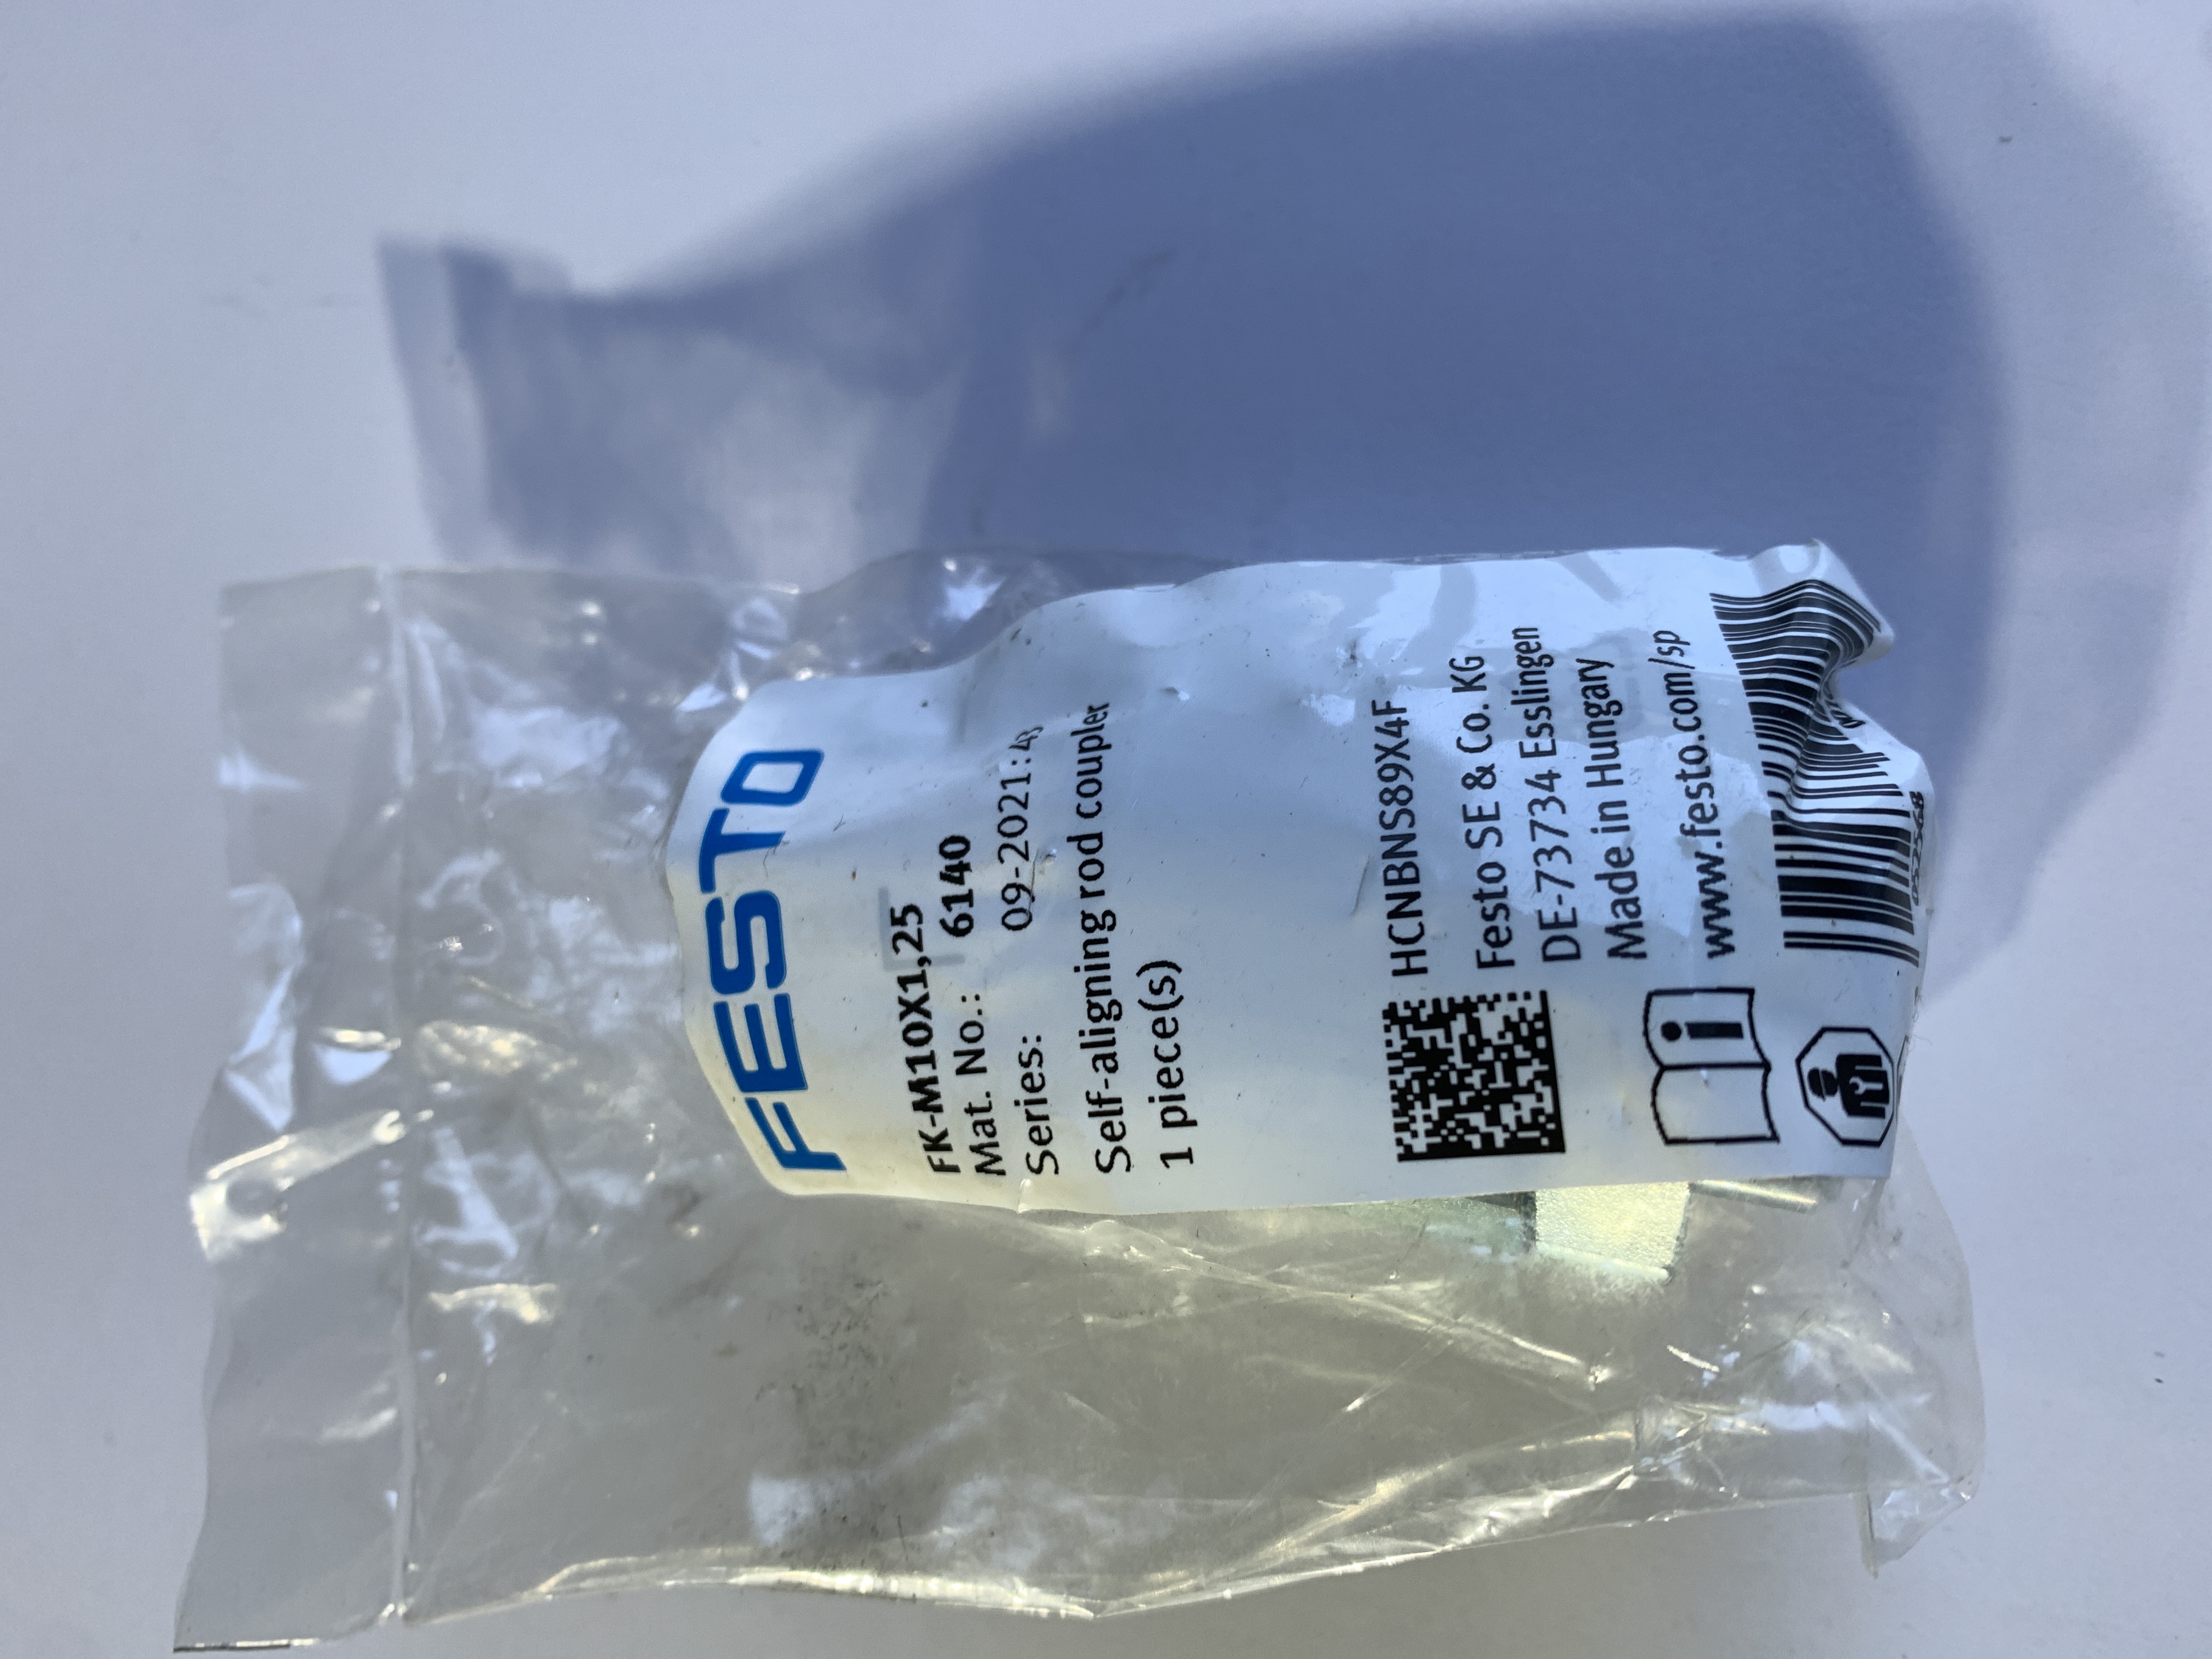 FESTO
FK-M10X1,25
Mat. No.: 6140
Series: 09-2021:
Self-aligning rod coupler
1 piece(s)
HCNBNS89X4F
Festo SE & Co. KG
DE-73734 Esslingen
Made in Hungary
www.festo.com/sp